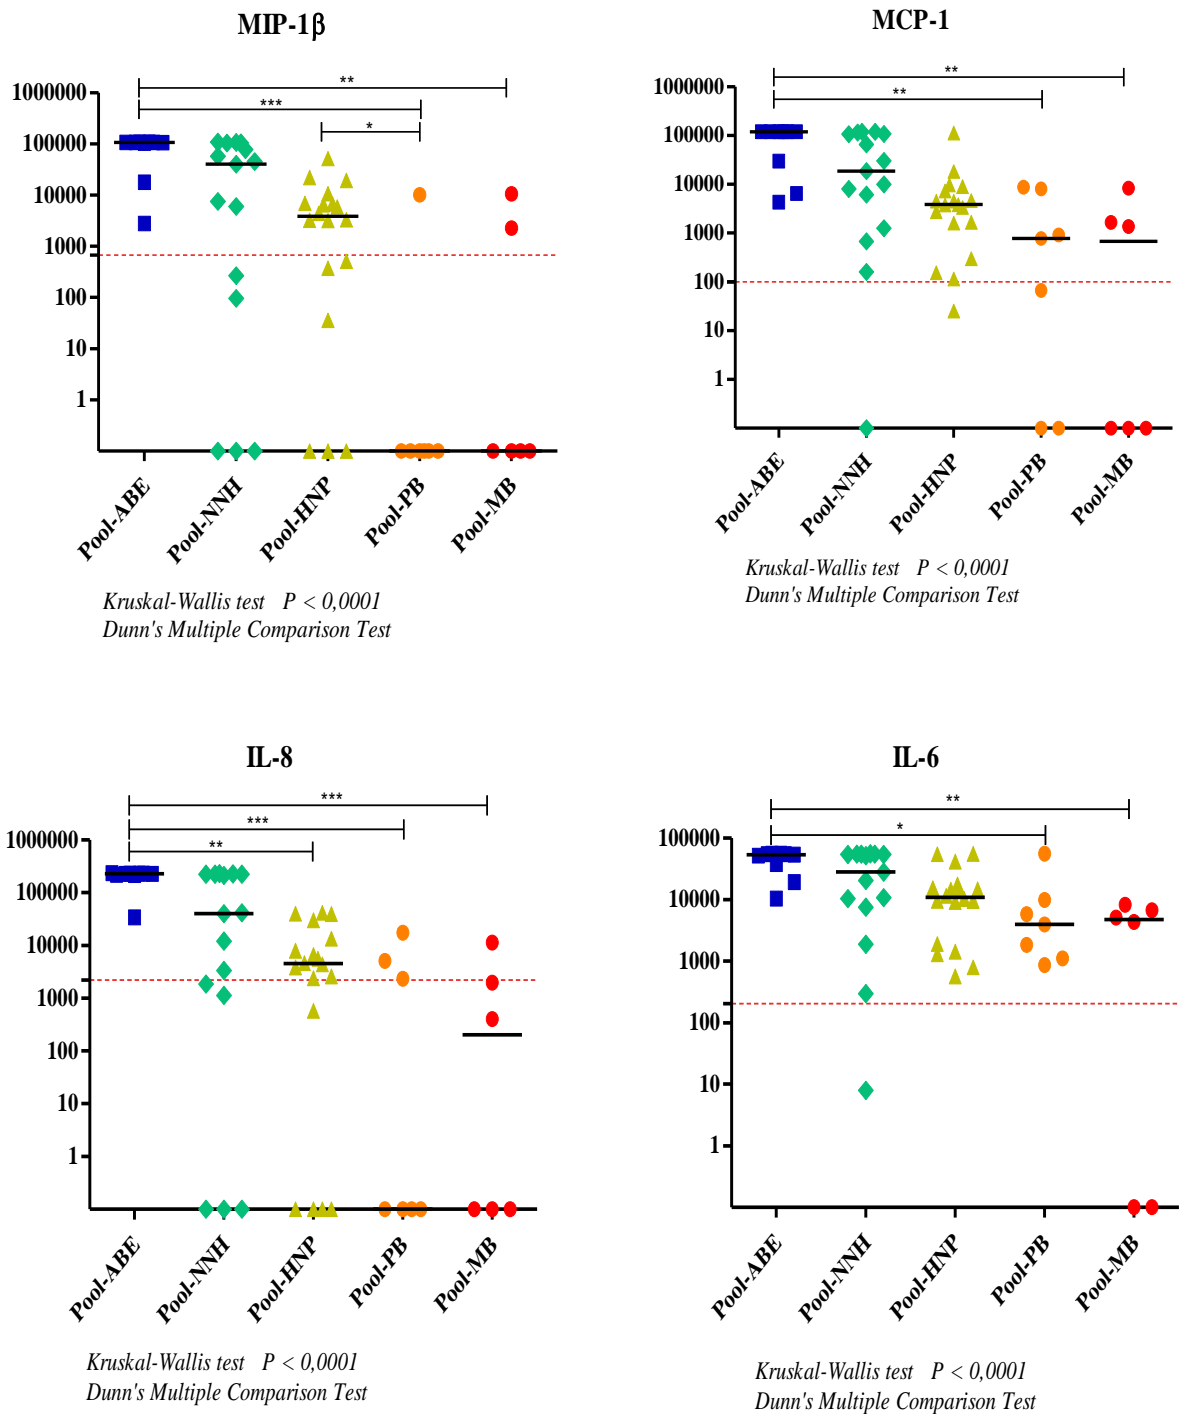 MIP-1β
**
***
*
1000000
100000
10000
1000
100
10
1
Pool-ABE
Pool-NNH
Pool-HNP
Pool-PB
Pool-MB
Kruskal-Wallis test P < 0,0001
Dunn's Multiple Comparison Test
MCP-1
**
**
1000000
100000
10000
1000
100
10
1
Pool-ABE
Pool-NNH
Pool-HNP
Pool-PB
Pool-MB
Kruskal-Wallis test P < 0,0001
Dunn's Multiple Comparison Test
IL-8
***
***
**
1000000
100000
10000
1000
100
10
1
Pool-ABE
Pool-NNH
Pool-HNP
Pool-PB
Pool-MB
Kruskal-Wallis test P < 0,0001
Dunn's Multiple Comparison Test
IL-6
**
*
100000
10000
1000
100
10
1
Pool-ABE
Pool-NNH
Pool-HNP
Pool-PB
Pool-MB
Kruskal-Wallis test P < 0,0001
Dunn's Multiple Comparison Test